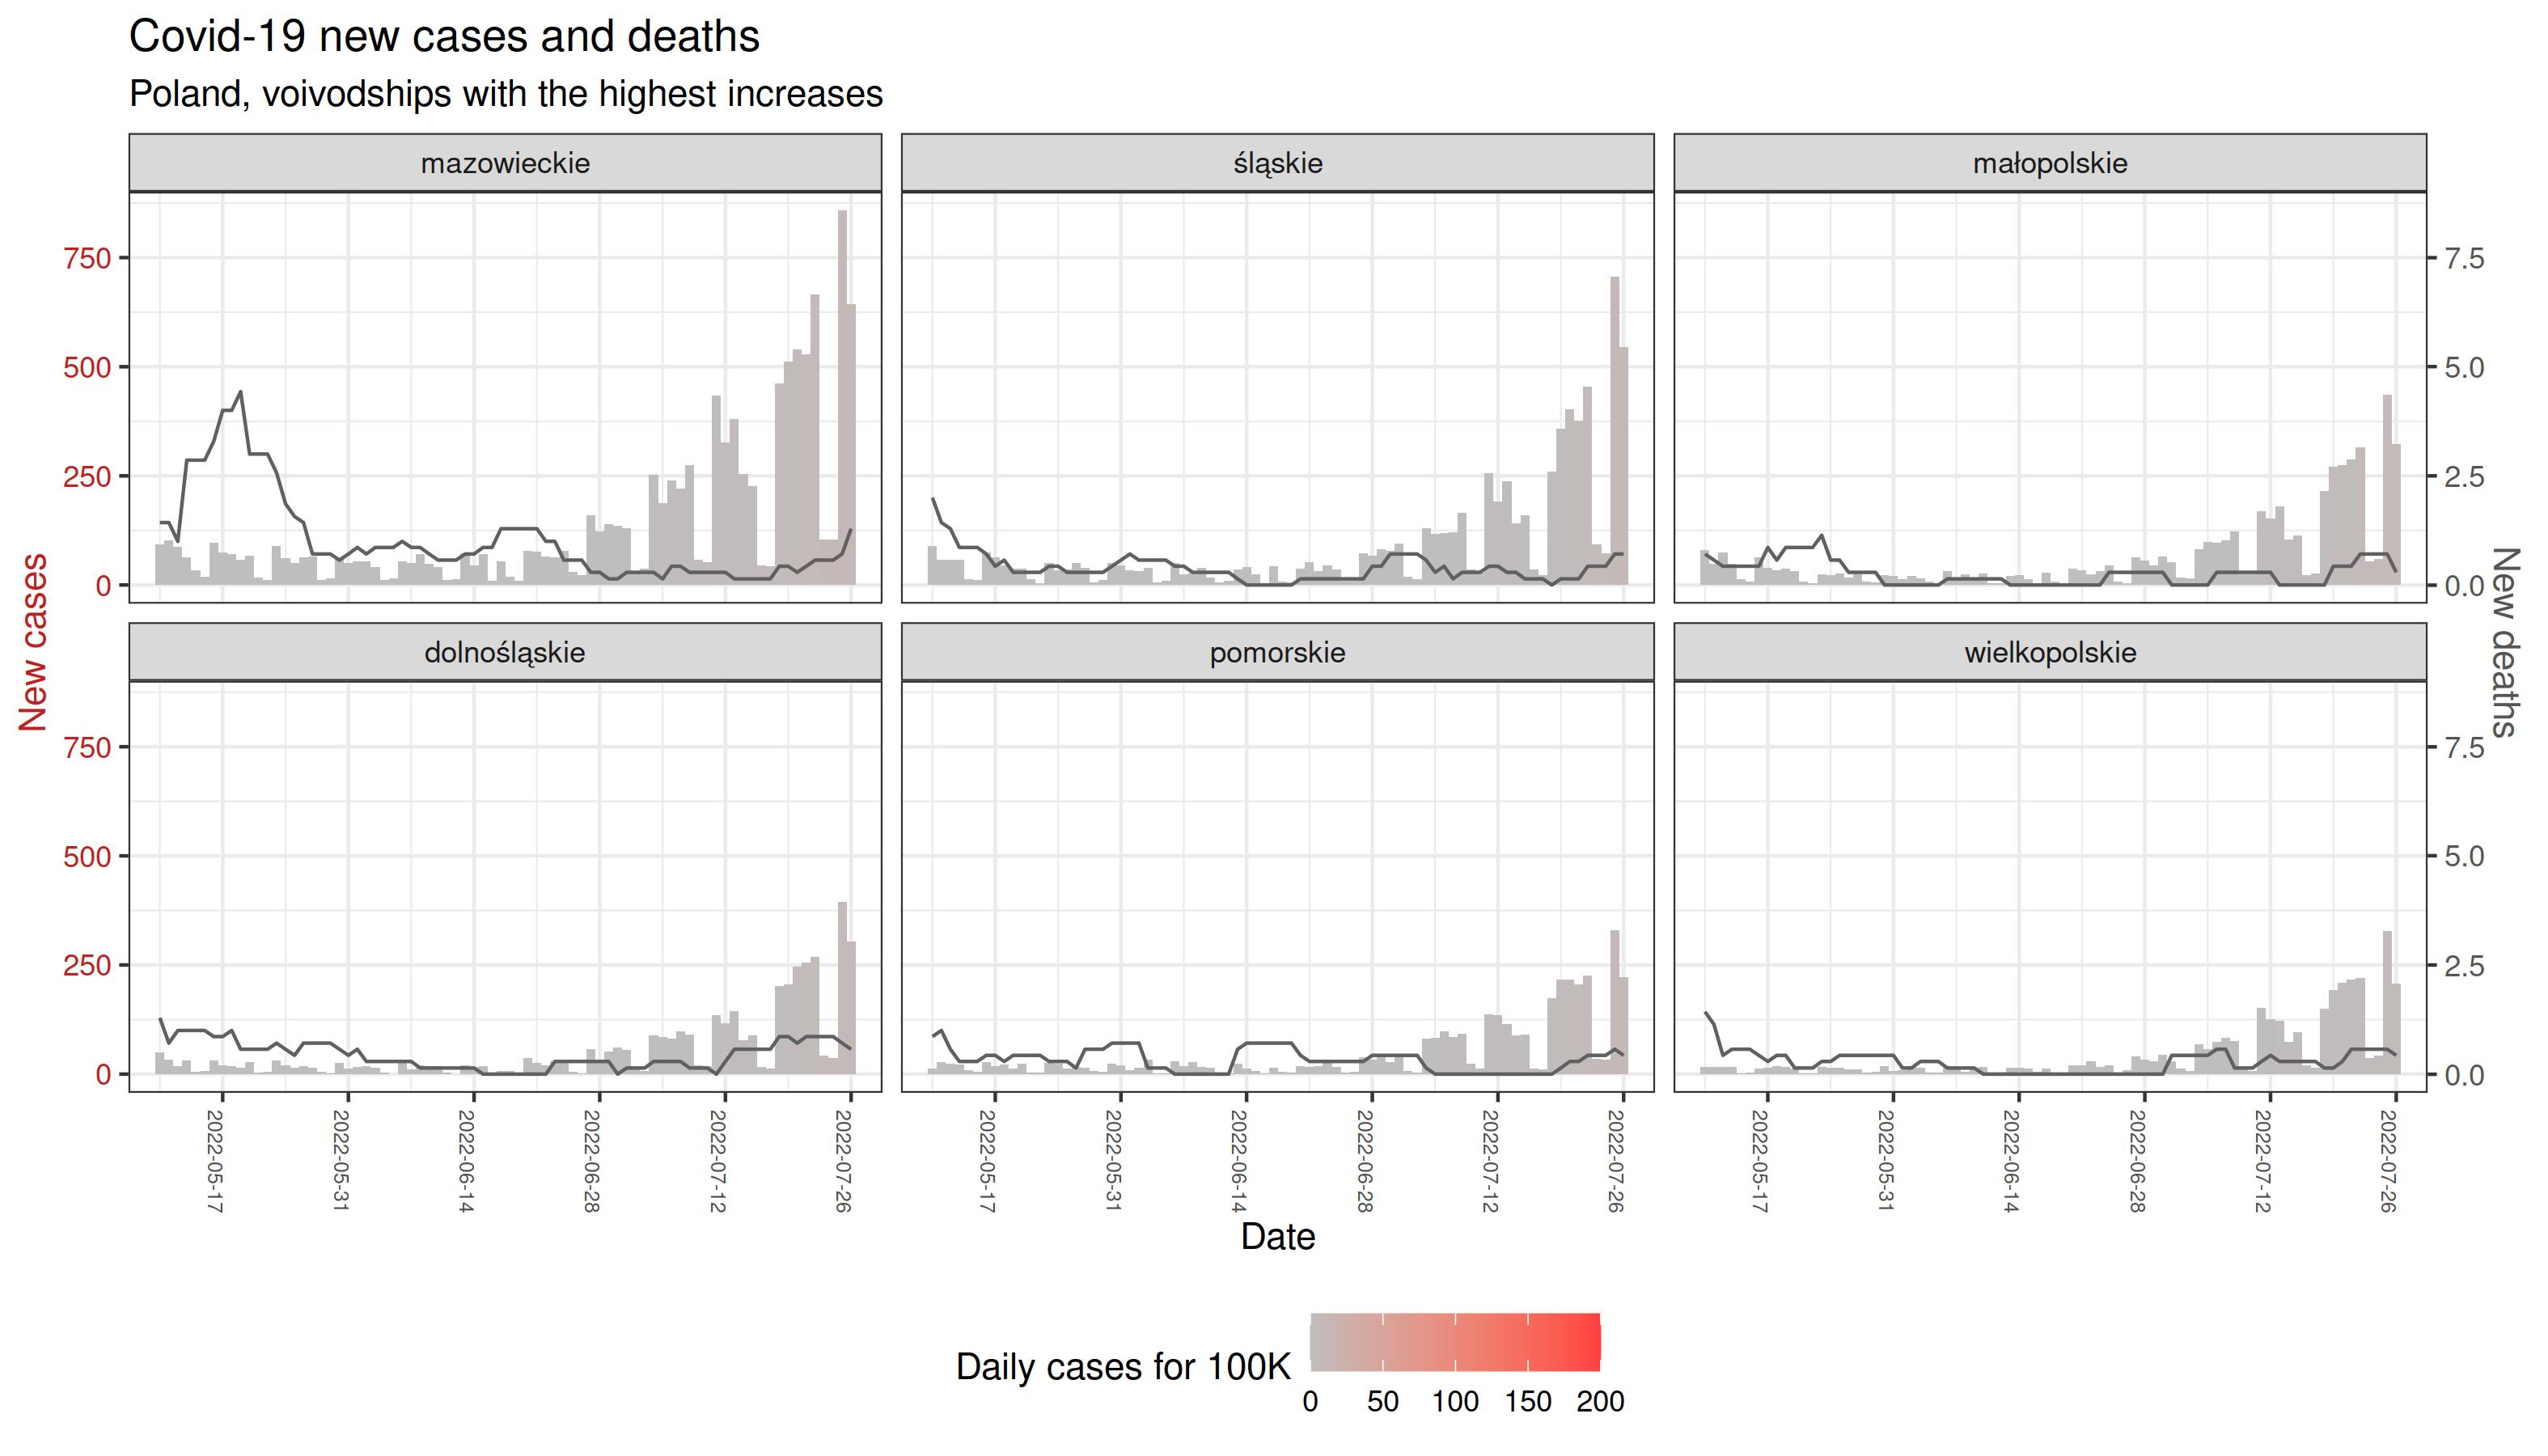 Covid-19 new cases and deaths
Poland, voivodships with the highest increases
mazowieckie
śląskie
małopolskie
750
500
250
0
7.5
5.0
2.5
0.0
New cases
New deaths
dolnośląskie
pomorskie
wielkopolskie
750
500
250
0
7.5
5.0
2.5
0.0
2022-05-17
2022-05-31
2022-06-14
2022-06-28
2022-07-12
2022-07-26
2022-05-17
2022-05-31
2022-06-14
2022-06-28
2022-07-12
2022-07-26
2022-05-17
2022-05-31
2022-06-14
2022-06-28
2022-07-12
2022-07-26
Date
Daily cases for 100K
0 50 100 150 200